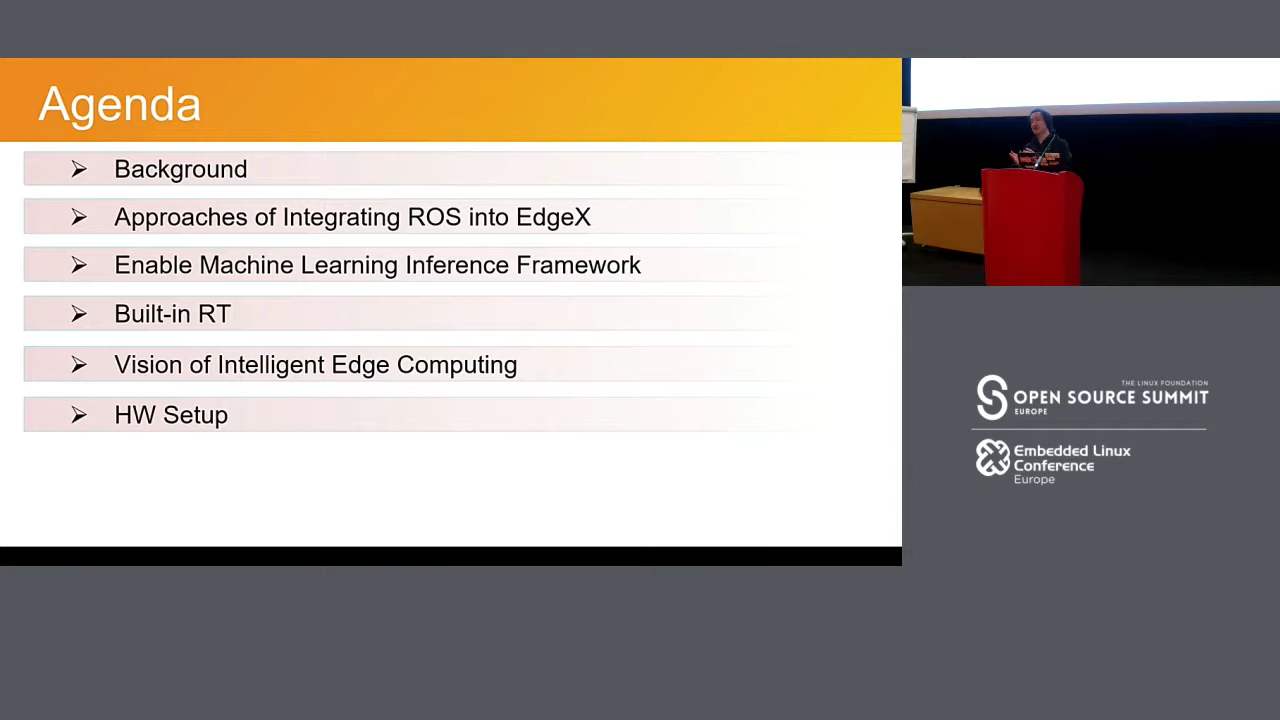 Agenda
Background
Approaches of Integrating ROS into EdgeX
Enable Machine Learning Inference Framework
Built-in RT
Vision of Intelligent Edge Computing
HW Setup
THE LINUX FOUNDATION
OPEN SOURCE SUMMIT
EUROPE
Embedded Linux
Conference
Europe